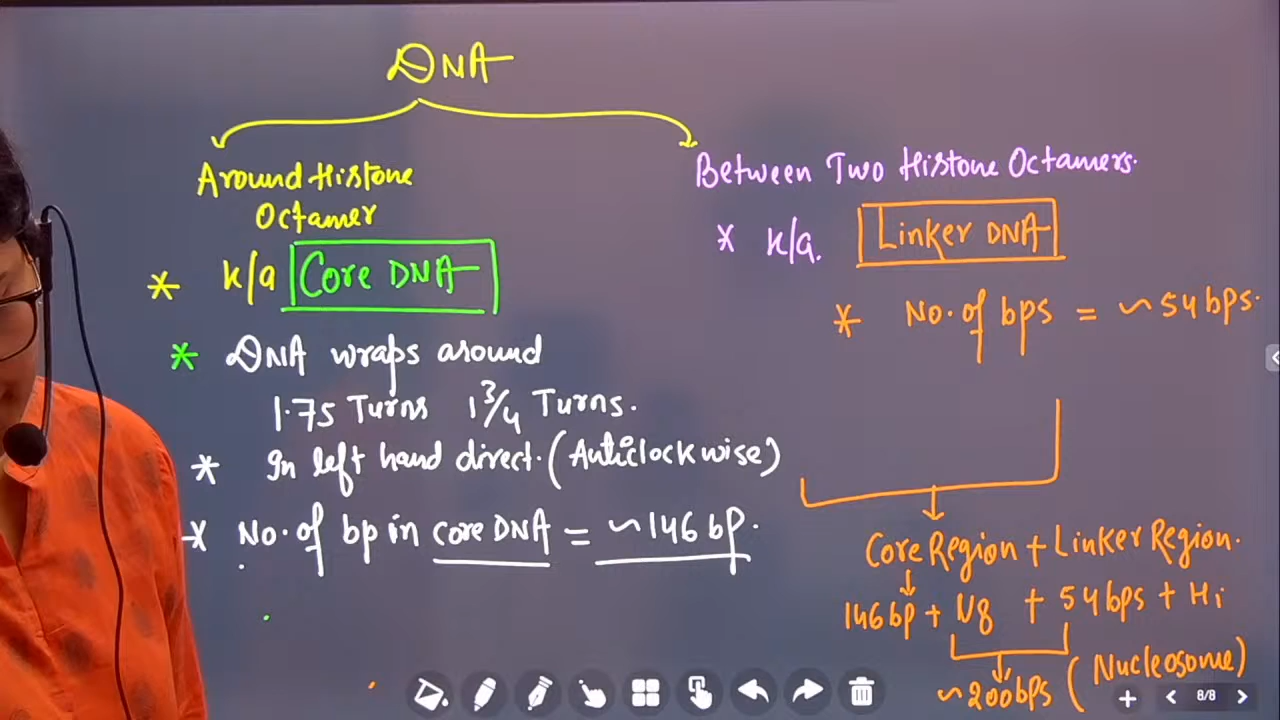 DNA
Around Histone
Octamer
* k/a Core DNA
* DNA wraps around
1.75 Turns 1 3/4 Turns.
* In left hand direct. (Anticlockwise)
* No. of bp in core DNA = ~146 bp.
Between Two Histone Octamers.
* k/a. Linker DNA
* No. of bps = ~54 bps.
Core Region + Linker Region.
146 bp + N8 + 54 bps + H1
~200 bps (Nucleosome)
8/8